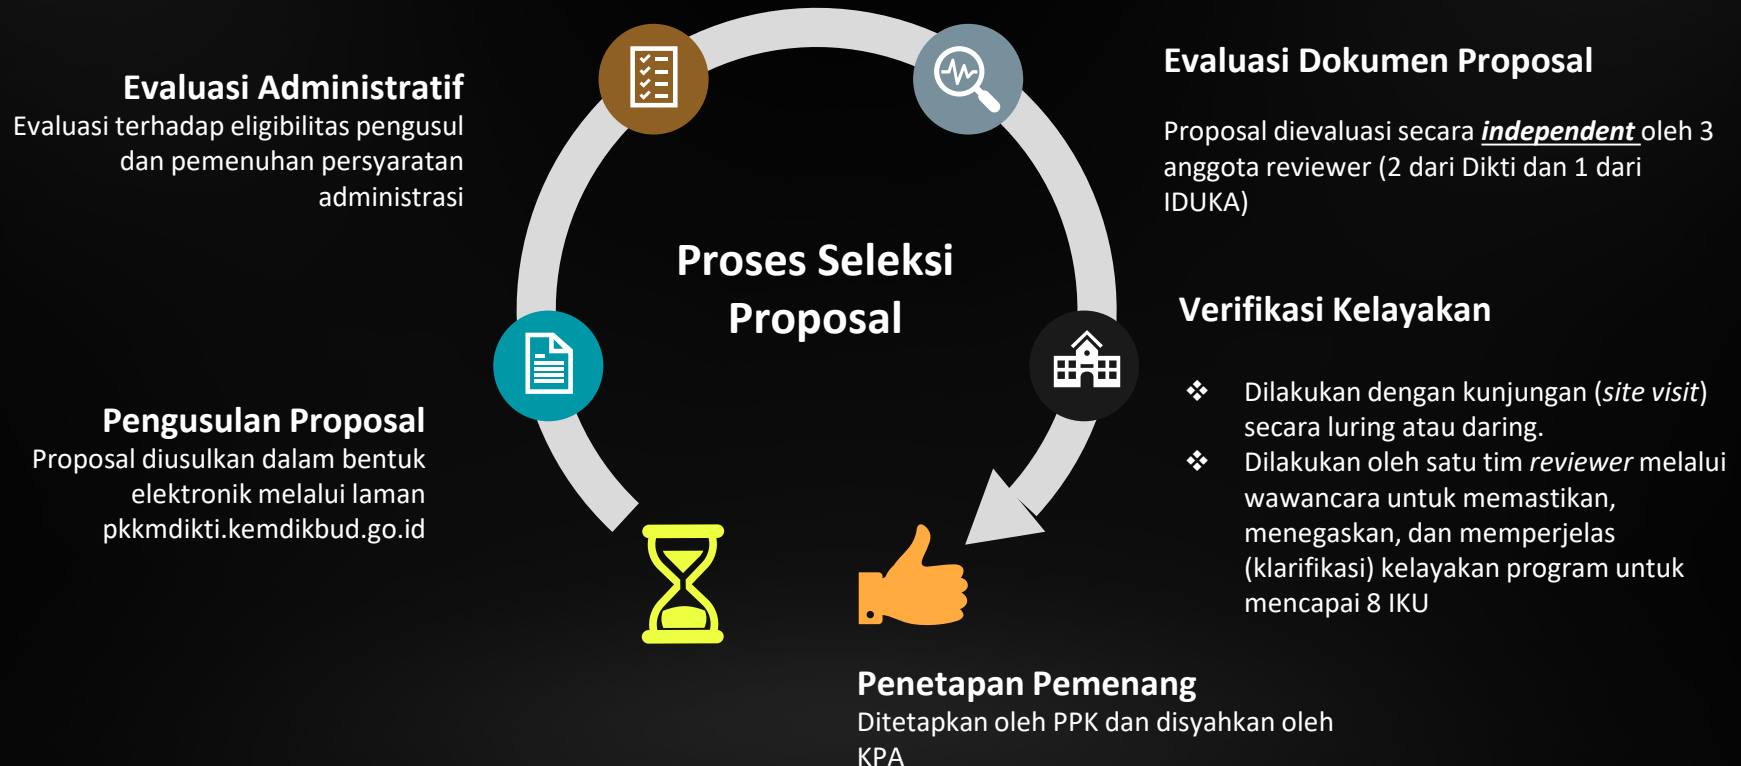 Proses Seleksi
Proposal
Pengusulan Proposal
Proposal diusulkan dalam bentuk
elektronik melalui laman
pkkmdikti.kemdikbud.go.id
Evaluasi Administratif
Evaluasi terhadap eligibilitas pengusul
dan pemenuhan persyaratan
administrasi
Evaluasi Dokumen Proposal
Proposal dievaluasi secara independent oleh 3
anggota reviewer (2 dari Dikti dan 1 dari
IDUKA)
Verifikasi Kelayakan
❖ Dilakukan dengan kunjungan (site visit)
secara luring atau daring.
❖ Dilakukan oleh satu tim reviewer melalui
wawancara untuk memastikan,
menegaskan, dan memperjelas
(klarifikasi) kelayakan program untuk
mencapai 8 IKU
Penetapan Pemenang
Ditetapkan oleh PPK dan disyahkan oleh
KPA